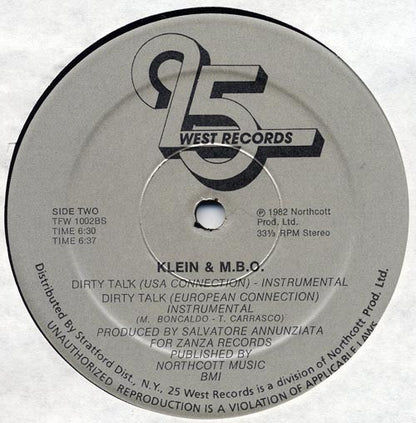 25
WEST RECORDS
SIDE TWO
TFW 1002BS
TIME 6:30
TIME 6:37
℗ 1982 Northcott
Prod. Ltd.
33⅓ RPM Stereo
KLEIN & M.B.O.
DIRTY TALK (USA CONNECTION) - INSTRUMENTAL
DIRTY TALK (EUROPEAN CONNECTION)
INSTRUMENTAL
(M. BONCALDO - T. CARRASCO)
PRODUCED BY SALVATORE ANNUNZIATA
FOR ZANZA RECORDS
PUBLISHED BY
NORTHCOTT MUSIC
BMI
Distributed By Stratford Dist., N.Y., 25 West Records is a division of Northcott Prod. Ltd.
UNAUTHORIZED REPRODUCTION IS A VIOLATION OF APPLICABLE LAWS